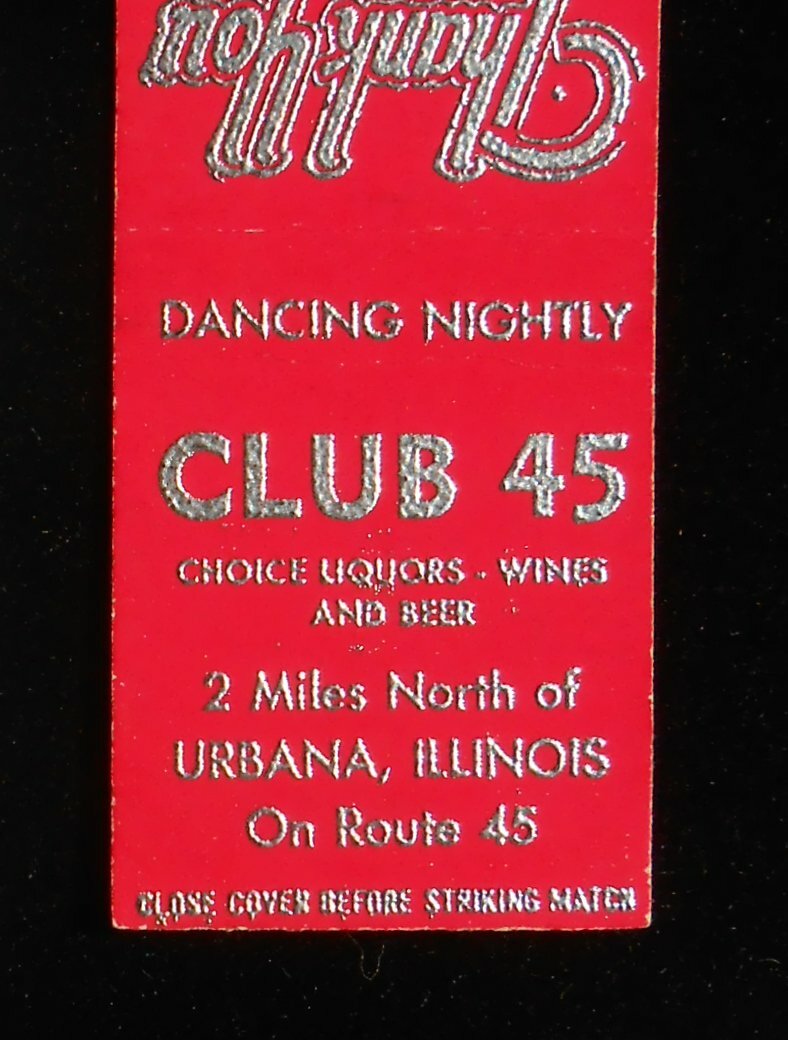 Thank You
DANCING NIGHTLY
CLUB 45
CHOICE LIQUORS - WINES
AND BEER
2 Miles North of
URBANA, ILLINOIS
On Route 45
CLOSE COVER BEFORE STRIKING MATCH